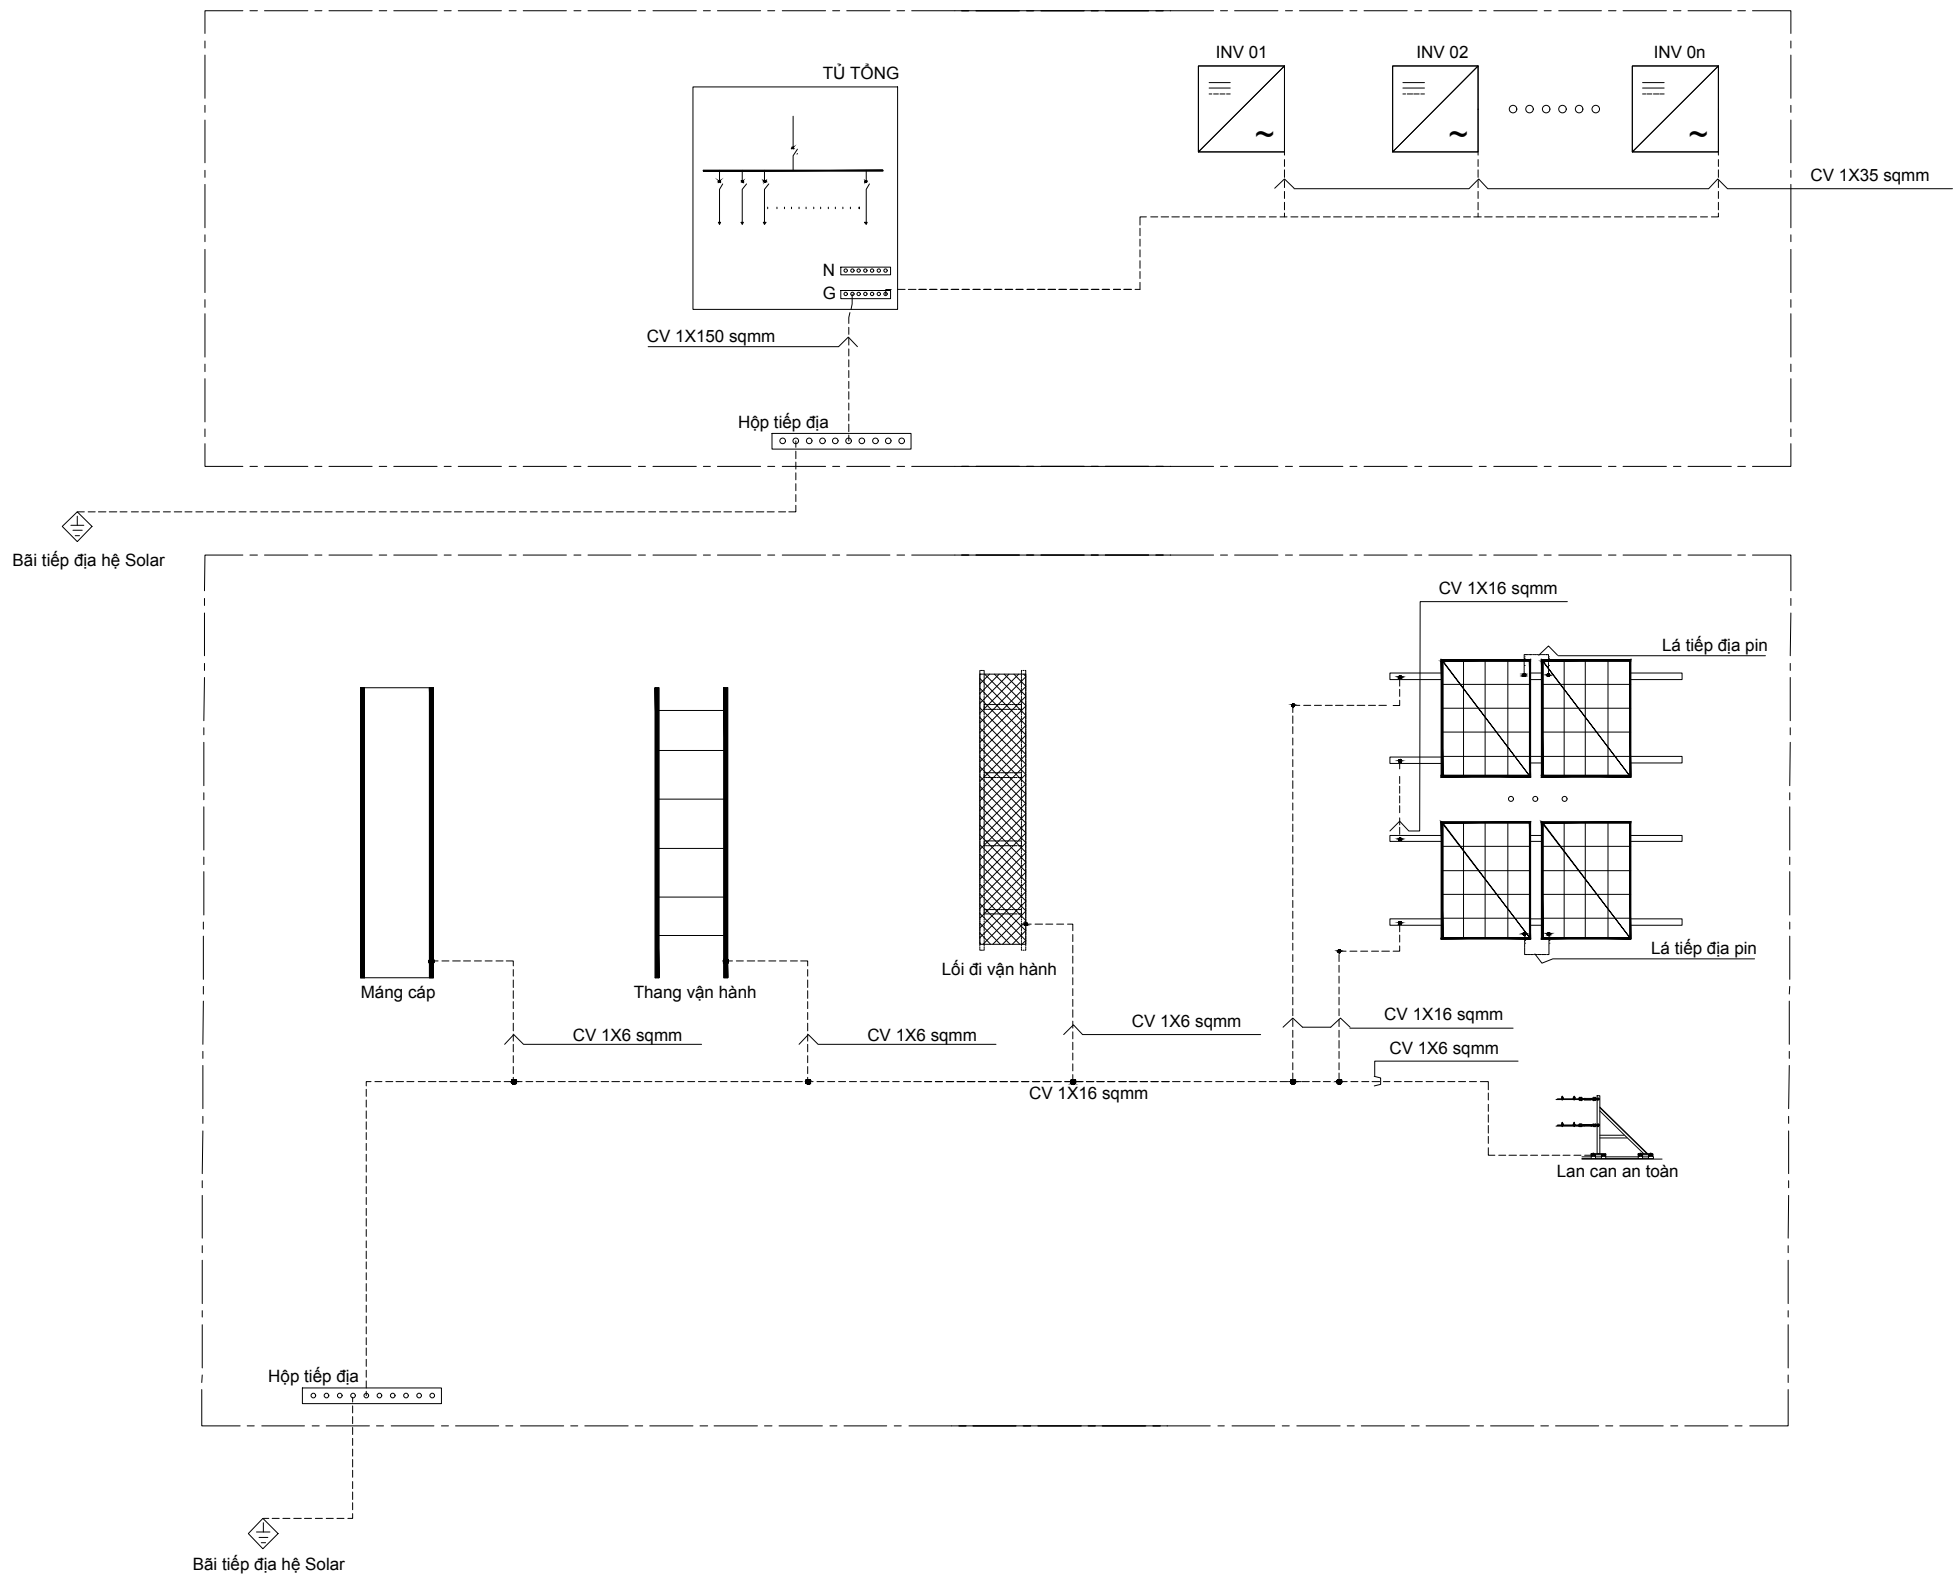 INV 01
INV 02
INV 0n
TỦ TỔNG
CV 1X35 sqmm
N
G
CV 1X150 sqmm
Hộp tiếp địa
Bãi tiếp địa hệ Solar
CV 1X16 sqmm
Lá tiếp địa pin
Lá tiếp địa pin
Lối đi vận hành
Máng cáp
Thang vận hành
CV 1X6 sqmm
CV 1X6 sqmm
CV 1X6 sqmm
CV 1X16 sqmm
CV 1X6 sqmm
CV 1X16 sqmm
Lan can an toàn
Hộp tiếp địa
Bãi tiếp địa hệ Solar